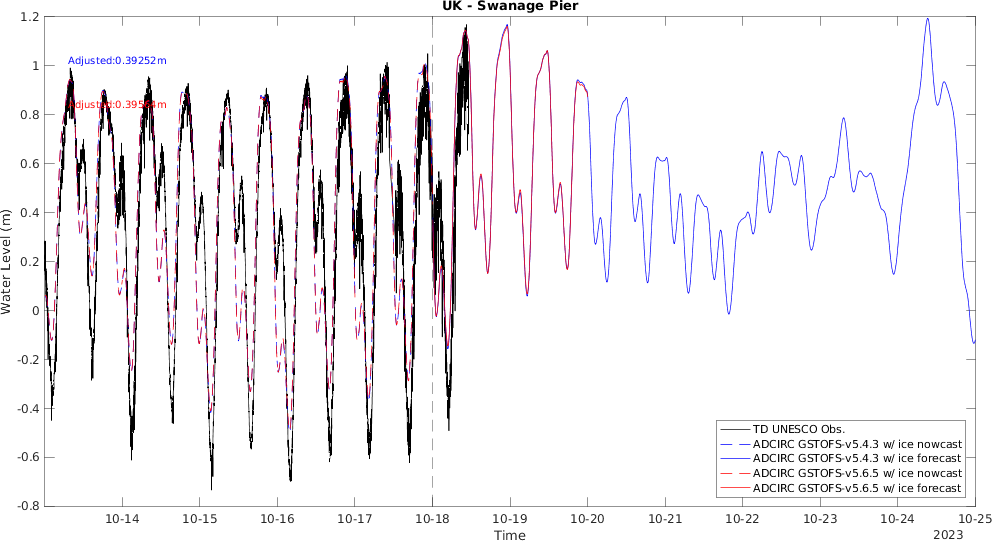 UK - Swanage Pier
1.2
1
0.8
0.6
0.4
0.2
0
-0.2
-0.4
-0.6
-0.8
Water Level (m)
Adjusted:0.39252m
TD UNESCO Obs.
ADCIRC GSTOFS-v5.4.3 w/ ice nowcast
ADCIRC GSTOFS-v5.4.3 w/ ice forecast
ADCIRC GSTOFS-v5.6.5 w/ ice nowcast
ADCIRC GSTOFS-v5.6.5 w/ ice forecast
10-14 10-15 10-16 10-17 10-18 10-19 10-20 10-21 10-22 10-23 10-24 10-25
Time
2023